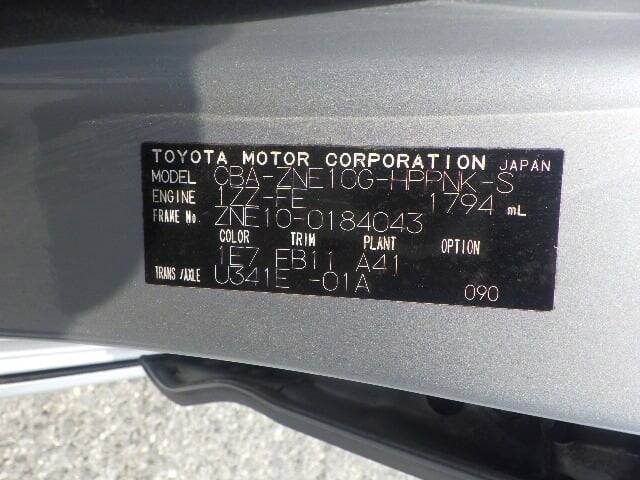 TOYOTA MOTOR CORPORATION JAPAN
MODEL CBA-ZNE10G-HPPNK-S
ENGINE 1ZZ-FE 1794 mL
FRAME No. ZNE10-0184043
COLOR TRIM PLANT OPTION
1E7 EB11 A41
TRANS/AXLE U341E -01A
090